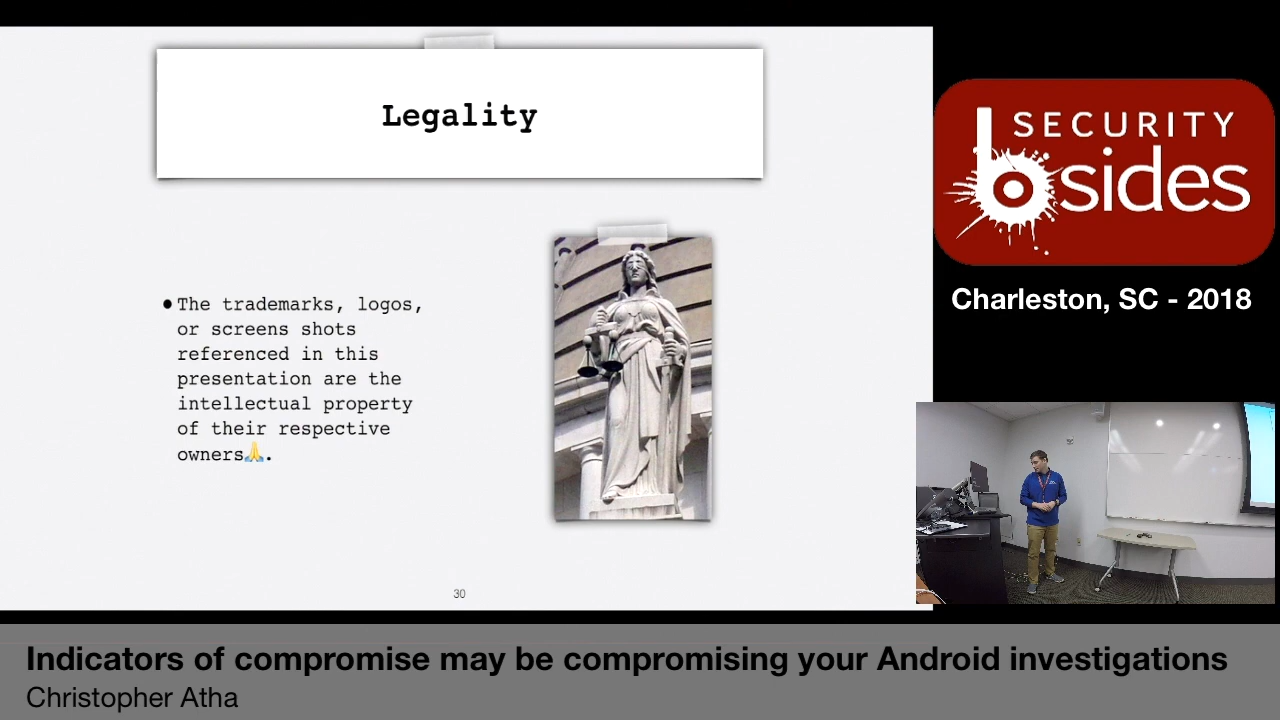 Legality
● The trademarks, logos,
or screens shots
referenced in this
presentation are the
intellectual property
of their respective
owners🙏.
30
SECURITY
bsides
Charleston, SC - 2018
Indicators of compromise may be compromising your Android investigations
Christopher Atha